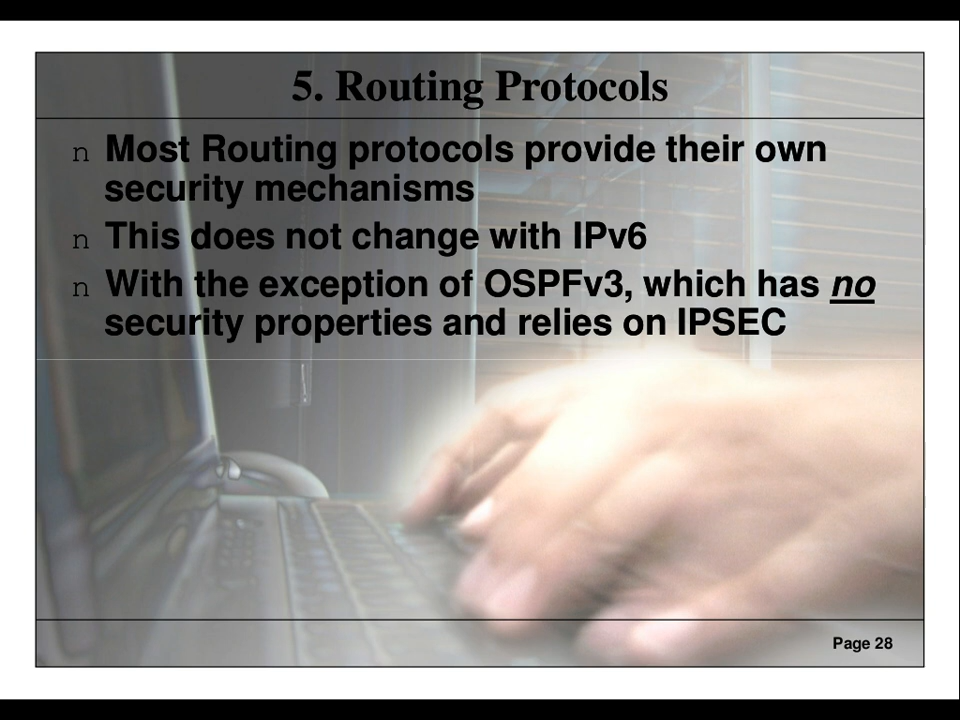 5. Routing Protocols
n Most Routing protocols provide their own
security mechanisms
n This does not change with IPv6
n With the exception of OSPFv3, which has no
security properties and relies on IPSEC
Page 28